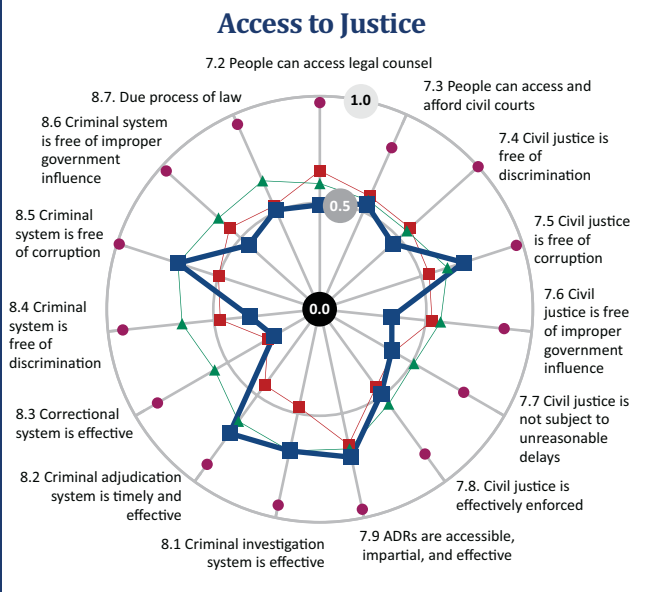 Access to Justice
7.2 People can access legal counsel
7.3 People can access and
afford civil courts
7.4 Civil justice is
free of
discrimination
7.5 Civil justice
is free of
corruption
7.6 Civil
justice is free
of improper
government
influence
7.7 Civil justice is
not subject to
unreasonable
delays
7.8. Civil justice is
effectively enforced
7.9 ADRs are accessible,
impartial, and effective
8.1 Criminal investigation
system is effective
8.2 Criminal adjudication
system is timely and
effective
8.3 Correctional
system is effective
8.4 Criminal
system is
free of
discrimination
8.5 Criminal
system is free
of corruption
8.6 Criminal system
is free of improper
government
influence
8.7. Due process of law
1.0
0.5
0.0